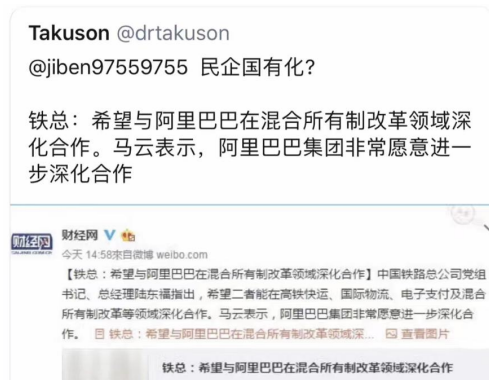 Takuson @drtakuson
@jiben97559755 民企国有化?
铁总：希望与阿里巴巴在混合所有制改革领域深
化合作。马云表示，阿里巴巴集团非常愿意进一
步深化合作
财经网
财经网 V
今天 14:58来自微博 weibo.com
【铁总：希望与阿里巴巴在混合所有制改革领域深化合作】中国铁路总公司党组
书记、总经理陆东福指出，希望二者能在高铁快运、国际物流、电子支付及混合
所有制改革等领域深化合作。马云表示，阿里巴巴集团非常愿意进一步深化合
作。 铁总：希望与阿里巴巴在混合所有制改革领域深... 查看图片
铁总：希望与阿里巴巴在混合所有制改革领域深化合作